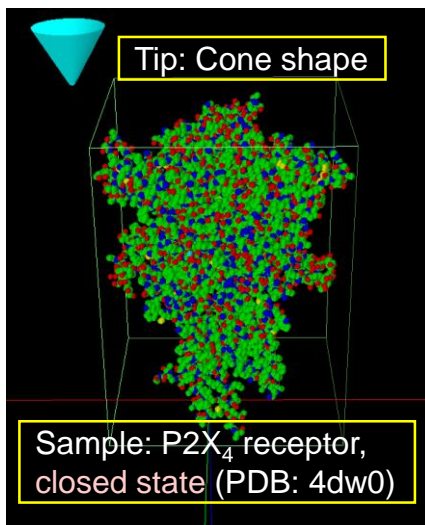 Tip: Cone shape
Sample: P2X₄ receptor,
closed state (PDB: 4dw0)